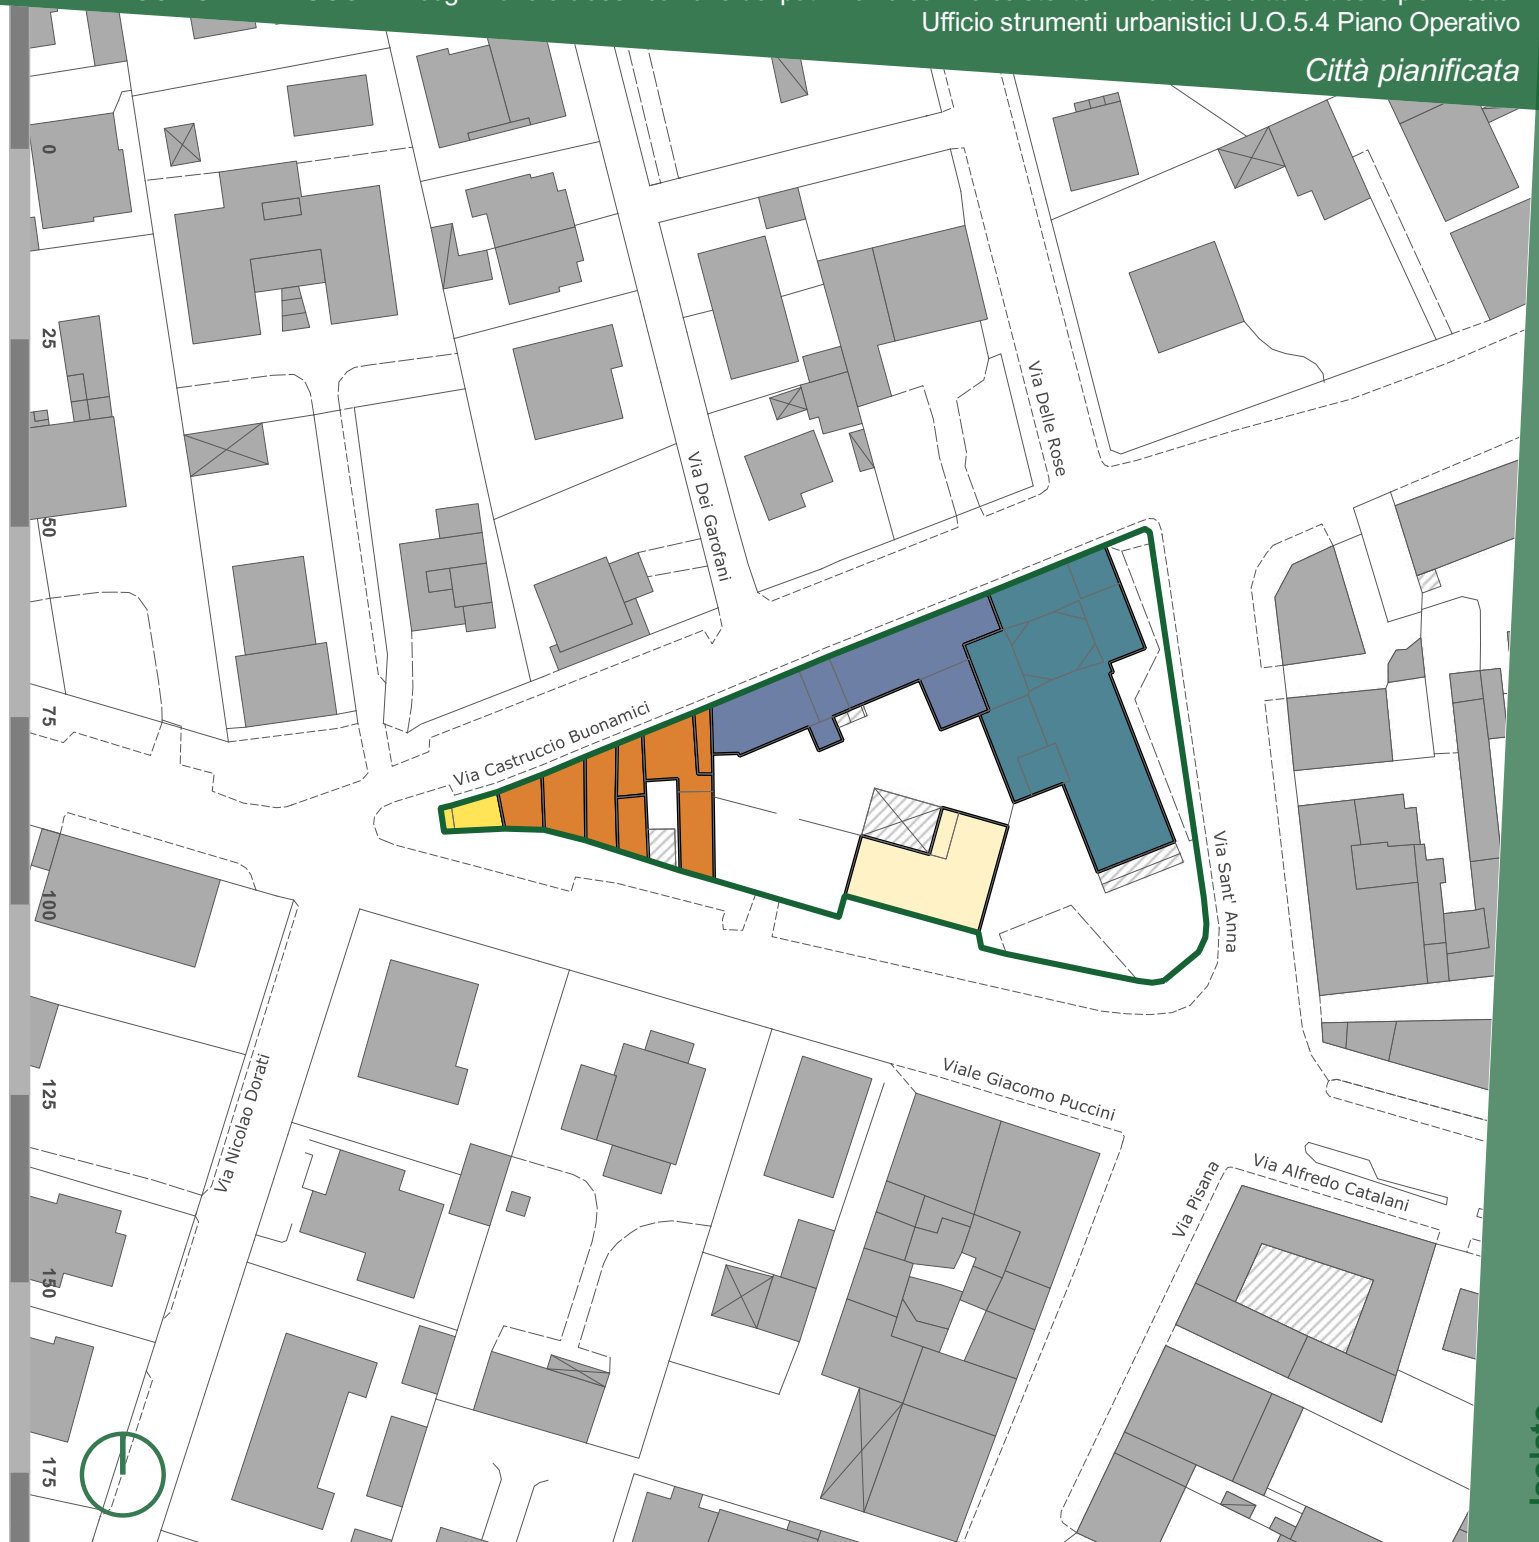 Ufficio strumenti urbanistici U.O.5.4 Piano Operativo
Città pianificata
0
25
50
75
100
125
150
175
Via Delle Rose
Via Dei Garofani
Via Castruccio Buonamici
Via Sant' Anna
Via Nicolao Dorati
Viale Giacomo Puccini
Via Pisana
Via Alfredo Catalani